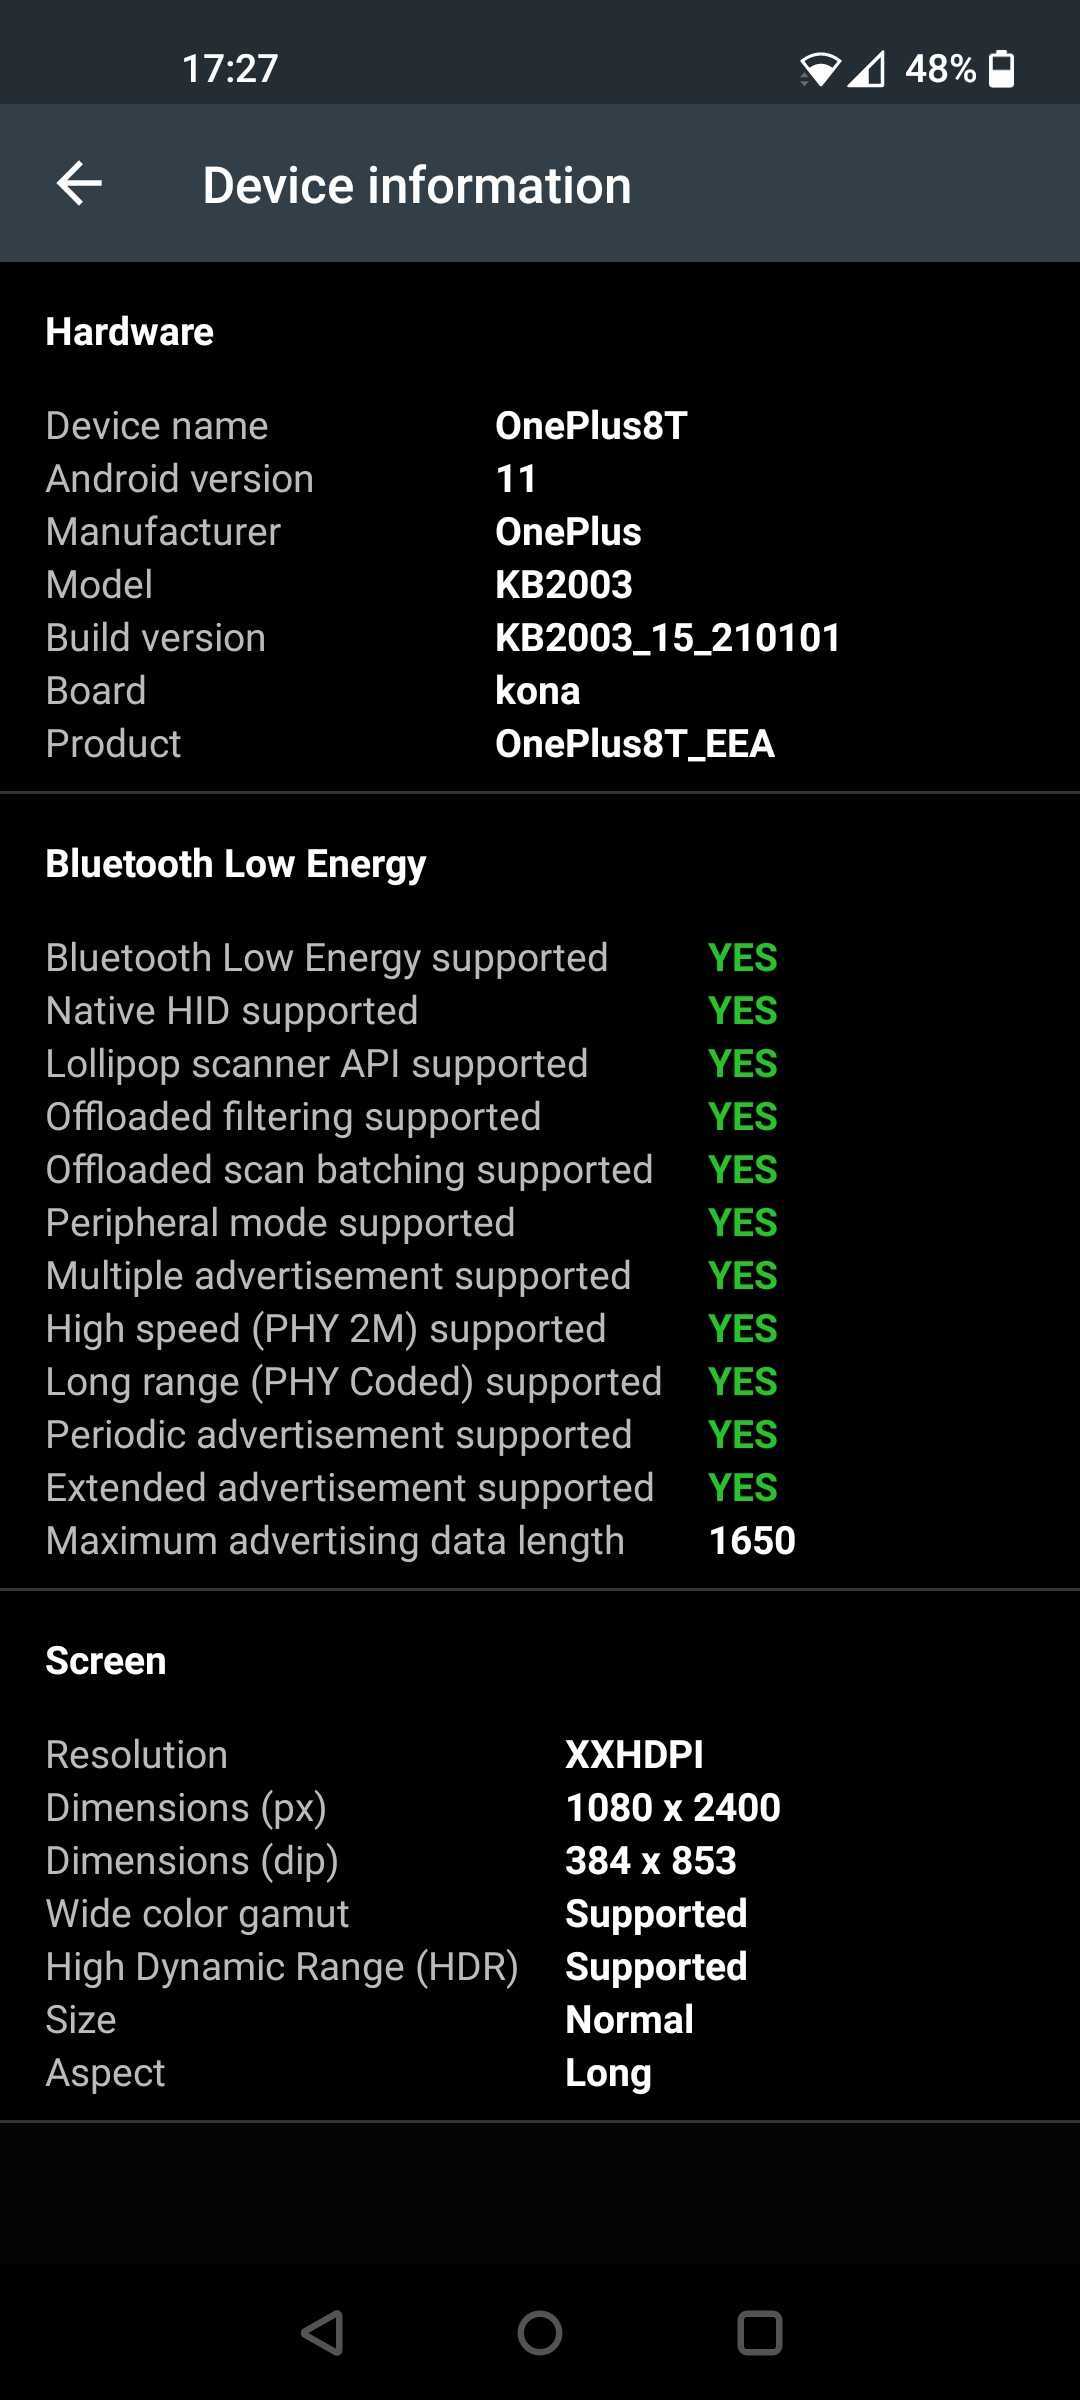 17:27 48%
Device information
Hardware
Device name OnePlus8T
Android version 11
Manufacturer OnePlus
Model KB2003
Build version KB2003_15_210101
Board kona
Product OnePlus8T_EEA
Bluetooth Low Energy
Bluetooth Low Energy supported YES
Native HID supported YES
Lollipop scanner API supported YES
Offloaded filtering supported YES
Offloaded scan batching supported YES
Peripheral mode supported YES
Multiple advertisement supported YES
High speed (PHY 2M) supported YES
Long range (PHY Coded) supported YES
Periodic advertisement supported YES
Extended advertisement supported YES
Maximum advertising data length 1650
Screen
Resolution XXHDPI
Dimensions (px) 1080 x 2400
Dimensions (dip) 384 x 853
Wide color gamut Supported
High Dynamic Range (HDR) Supported
Size Normal
Aspect Long